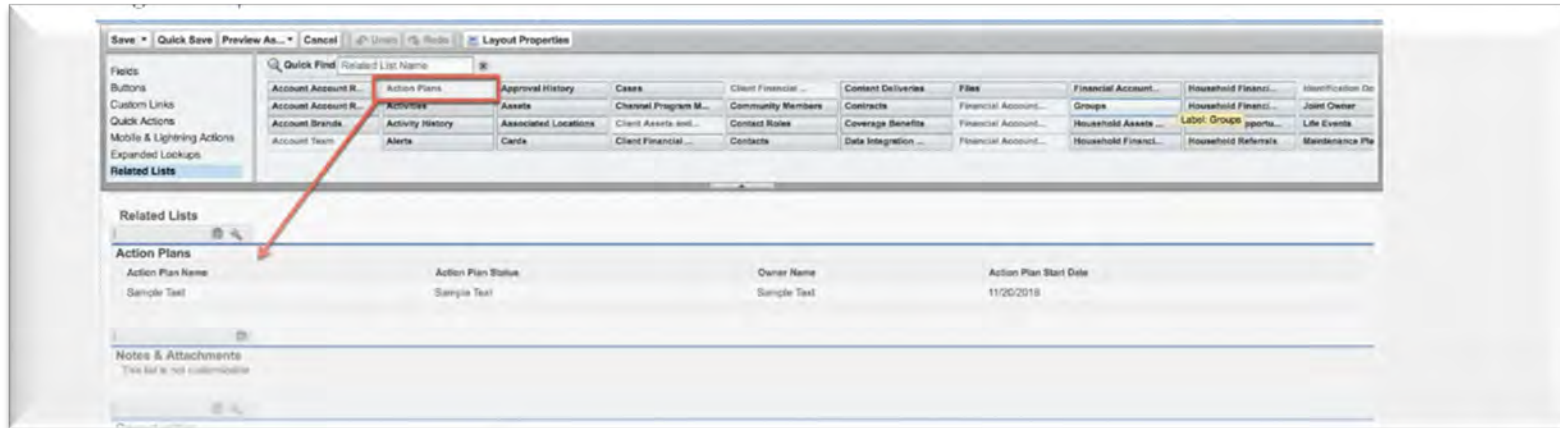 Save Quick Save Preview As... Cancel Undo Redo Layout Properties
Fields
Buttons
Custom Links
Quick Actions
Mobile & Lightning Actions
Expanded Lookups
Related Lists
Quick Find Related List Name
Account Account R... Action Plans Approval History Cases Client Financial ... Content Deliveries Files Financial Account... Household Financi... Identification Do
Account Account R... Activities Assets Channel Program M... Community Members Contracts Financial Account... Groups Household Financi... Joint Owner
Account Brands Activity History Associated Locations Client Assets and... Contact Roles Coverage Benefits Financial Account... Household Assets ... Label: Groups pportu... Life Events
Account Team Alerts Cards Client Financial ... Contacts Data Integration ... Financial Account... Household Financi... Household Referrals Maintenance Pla
Related Lists
Action Plans
Action Plan Name Action Plan Status Owner Name Action Plan Start Date
Sample Text Sample Text Sample Text 11/20/2018
Notes & Attachments
This list is not customizable